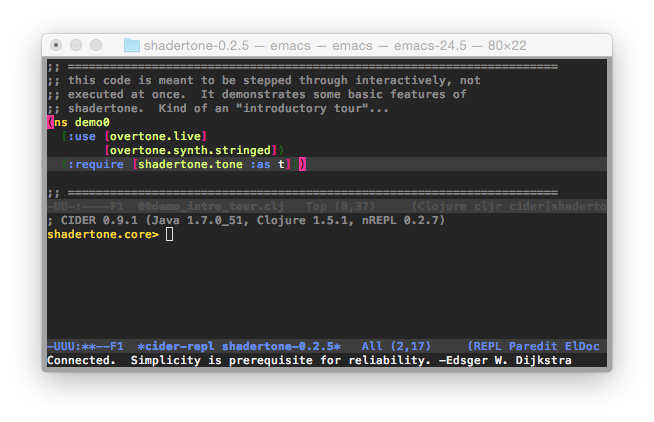 shadertone-0.2.5 — emacs — emacs — emacs-24.5 — 80×22
;; ======================================================================
;; this code is meant to be stepped through interactively, not
;; executed at once.  It demonstrates some basic features of
;; shadertone.  Kind of an "introductory tour"...
(ns demo0
  (:use [overtone.live]
        [overtone.synth.stringed])
  (:require [shadertone.tone :as t] )
;; ======================================================================
-UU-:----F1  00demo_intro_tour.clj   Top (8,37)     (Clojure cljr cider[shaderto
; CIDER 0.9.1 (Java 1.7.0_51, Clojure 1.5.1, nREPL 0.2.7)
shadertone.core>
-UUU:**--F1  *cider-repl shadertone-0.2.5*   All (2,17)     (REPL Paredit ElDoc
Connected.  Simplicity is prerequisite for reliability. —Edsger W. Dijkstra